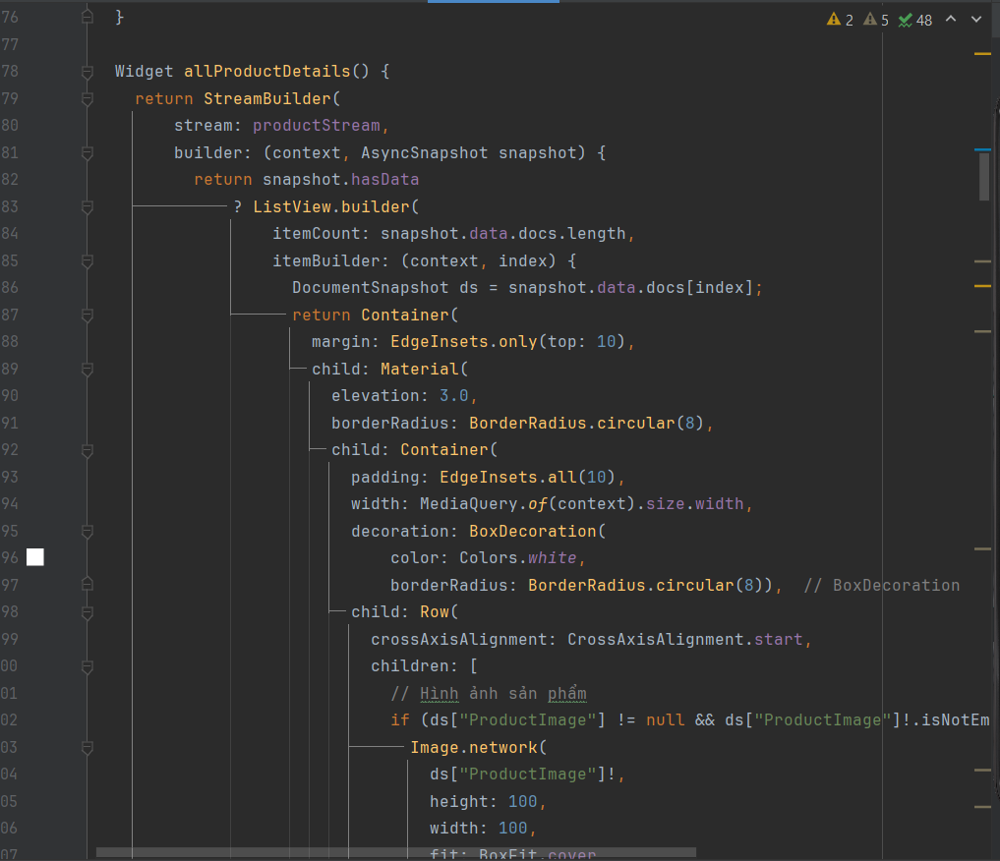 2 5 48
76 }
77
78 Widget allProductDetails() {
79 return StreamBuilder(
80 stream: productStream,
81 builder: (context, AsyncSnapshot snapshot) {
82 return snapshot.hasData
83 ? ListView.builder(
84 itemCount: snapshot.data.docs.length,
85 itemBuilder: (context, index) {
86 DocumentSnapshot ds = snapshot.data.docs[index];
87 return Container(
88 margin: EdgeInsets.only(top: 10),
89 child: Material(
90 elevation: 3.0,
91 borderRadius: BorderRadius.circular(8),
92 child: Container(
93 padding: EdgeInsets.all(10),
94 width: MediaQuery.of(context).size.width,
95 decoration: BoxDecoration(
96 color: Colors.white,
97 borderRadius: BorderRadius.circular(8)), // BoxDecoration
98 child: Row(
99 crossAxisAlignment: CrossAxisAlignment.start,
00 children: [
01 // Hình ảnh sản phẩm
02 if (ds["ProductImage"] != null && ds["ProductImage"]!.isNotEm
03 Image.network(
04 ds["ProductImage"]!,
05 height: 100,
06 width: 100,
07 fit: BoxFit.cover